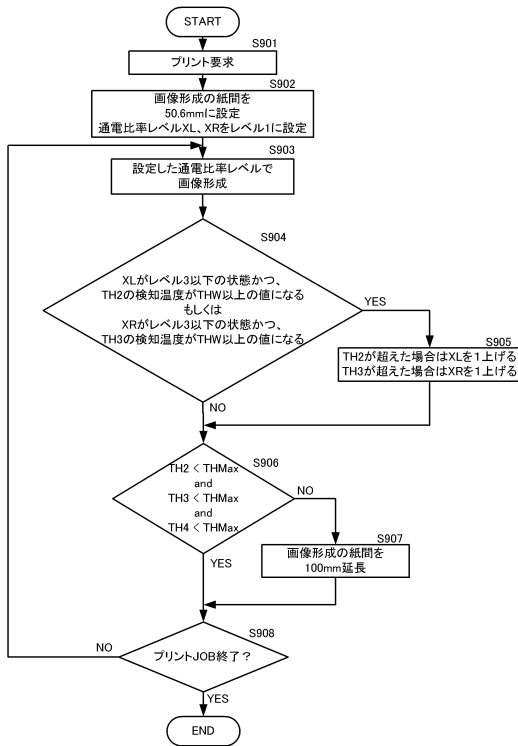 START
S901
プリント要求
S902
画像形成の紙間を
50.6mmに設定
通電比率レベルXL、XRをレベル1に設定
S903
設定した通電比率レベルで
画像形成
S904
XLがレベル3以下の状態かつ、
TH2の検知温度がTHW以上の値になる
もしくは
XRがレベル3以下の状態かつ、
TH3の検知温度がTHW以上の値になる
YES
S905
TH2が超えた場合はXLを1上げる
TH3が超えた場合はXRを1上げる
NO
S906
TH2 < THMax
and
TH3 < THMax
and
TH4 < THMax
NO
S907
画像形成の紙間を
100mm延長
YES
S908
プリントJOB終了？
NO
YES
END